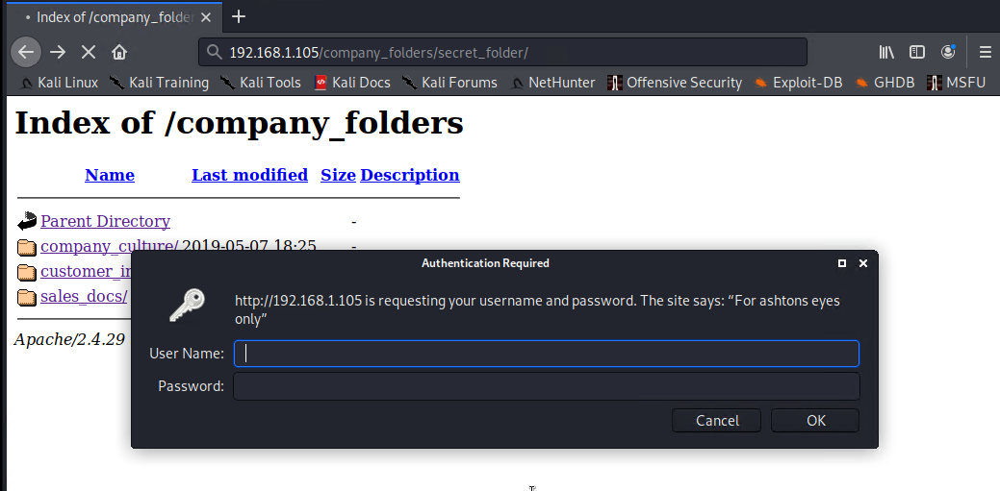 Index of /company_folde
192.168.1.105/company_folders/secret_folder/
Kali Linux Kali Training Kali Tools Kali Docs Kali Forums NetHunter Offensive Security Exploit-DB GHDB MSFU
Index of /company_folders
Name Last modified Size Description
Parent Directory -
company_culture/ 2019-05-07 18:25 -
customer_in
sales_docs/
Apache/2.4.29
Authentication Required
http://192.168.1.105 is requesting your username and password. The site says: “For ashtons eyes
only”
User Name:
Password:
Cancel OK